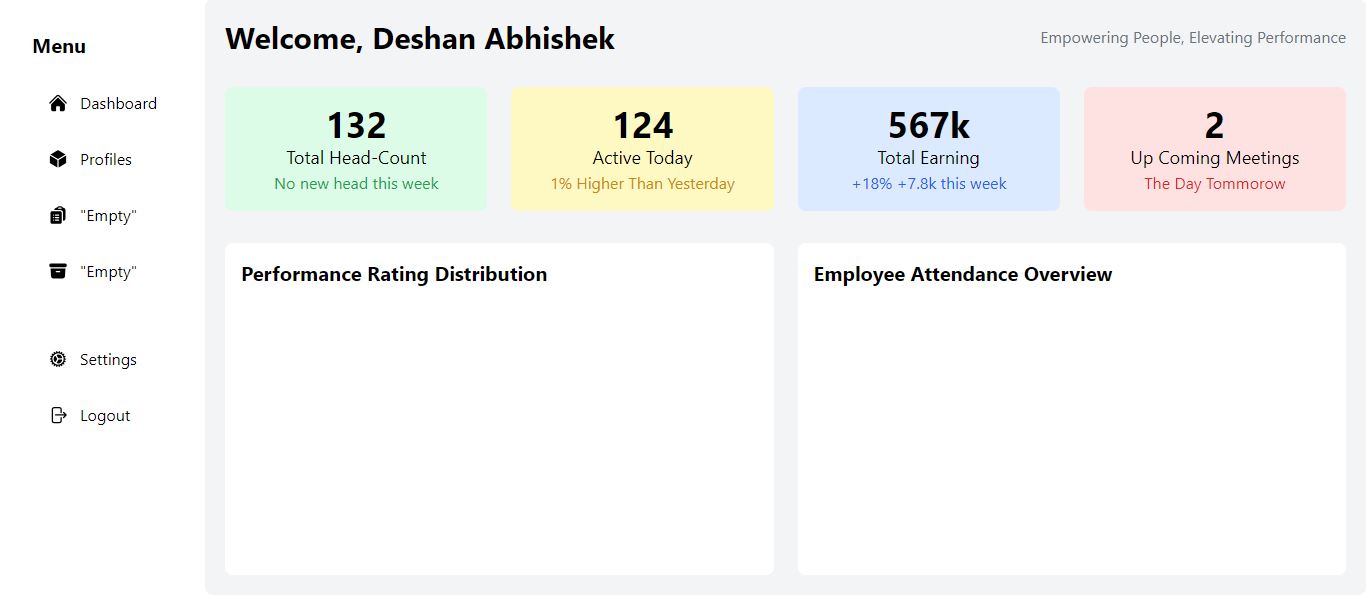 Menu
Dashboard
Profiles
"Empty"
"Empty"
Settings
Logout
Welcome, Deshan Abhishek
Empowering People, Elevating Performance
132
Total Head-Count
No new head this week
124
Active Today
1% Higher Than Yesterday
567k
Total Earning
+18% +7.8k this week
2
Up Coming Meetings
The Day Tommorow
Performance Rating Distribution
Employee Attendance Overview